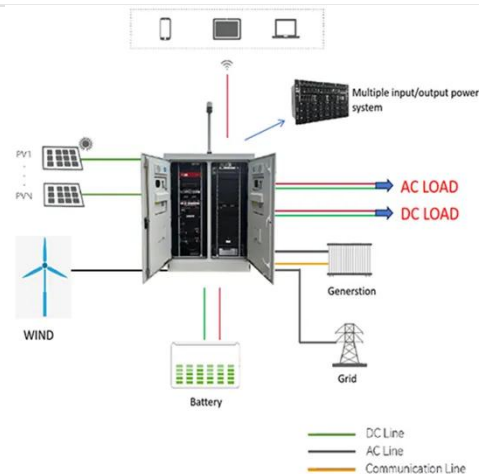 Multiple input/output power
system
PV1
PVN
AC LOAD
DC LOAD
Generstion
WIND
Grid
Battery
DC Line
AC Line
Communication Line